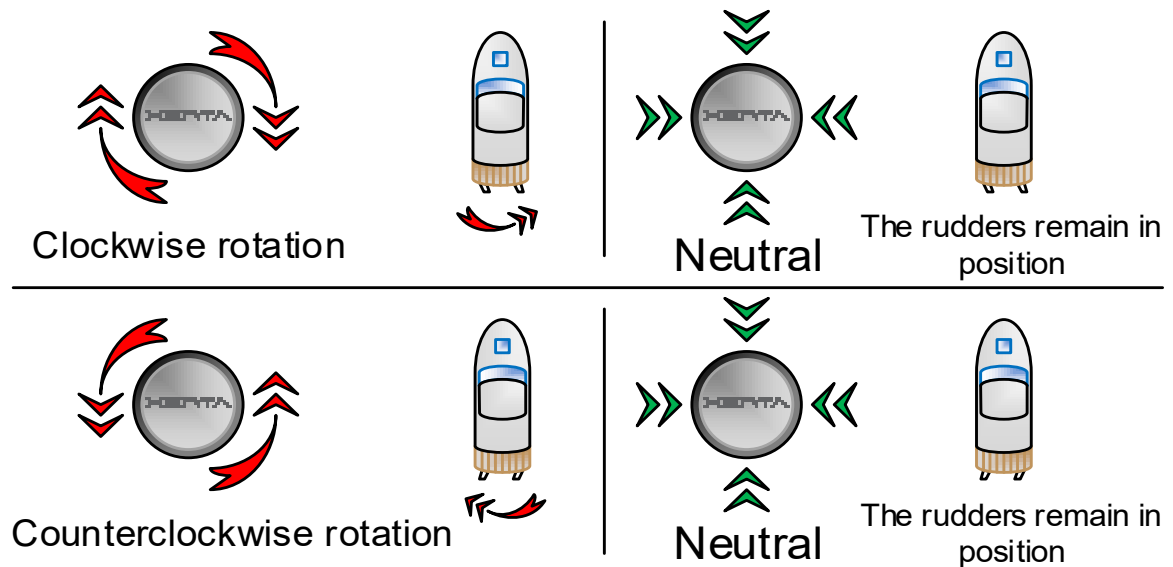 Clockwise rotation
Neutral
The rudders remain in
position
Counterclockwise rotation
Neutral
The rudders remain in
position